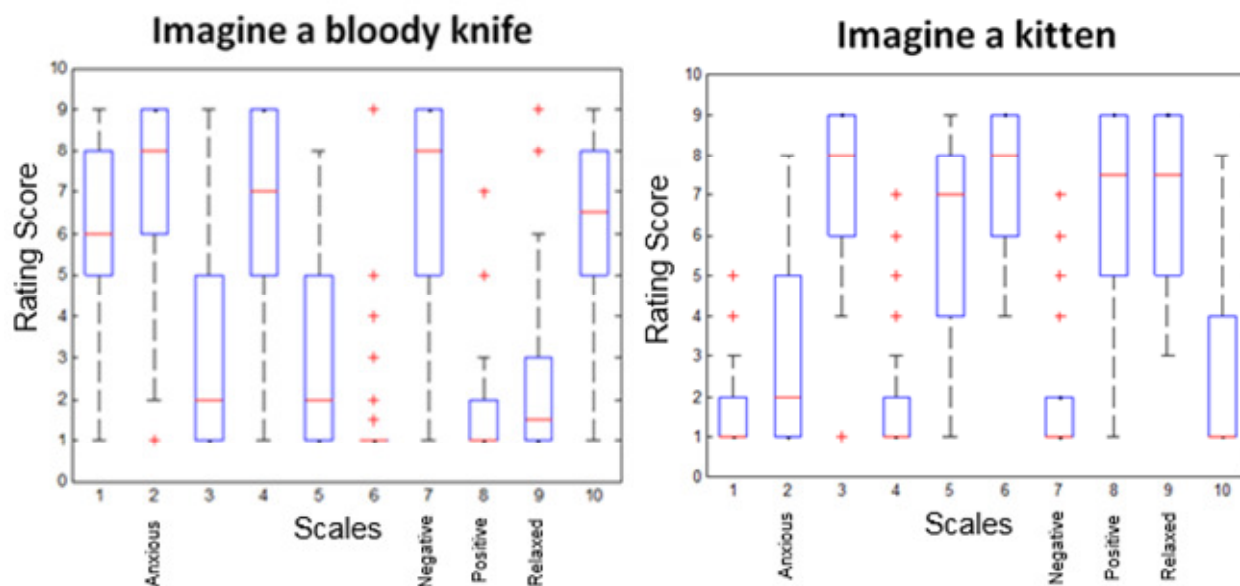 Imagine a bloody knife
10
9
8
7
6
5
4
3
2
1
0
Rating Score
1 2 3 4 5 6 7 8 9 10
Scales
Anxious
Negative
Positive
Relaxed
Imagine a kitten
10
9
8
7
6
5
4
3
2
1
0
Rating Score
1 2 3 4 5 6 7 8 9 10
Scales
Anxious
Negative
Positive
Relaxed